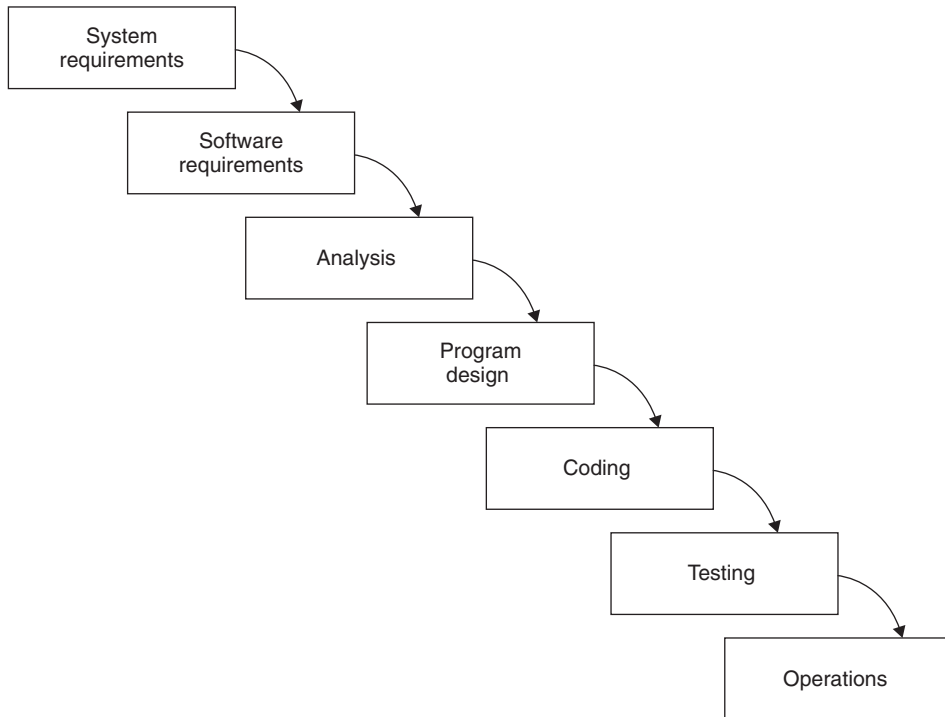 System
requirements
Software
requirements
Analysis
Program
design
Coding
Testing
Operations